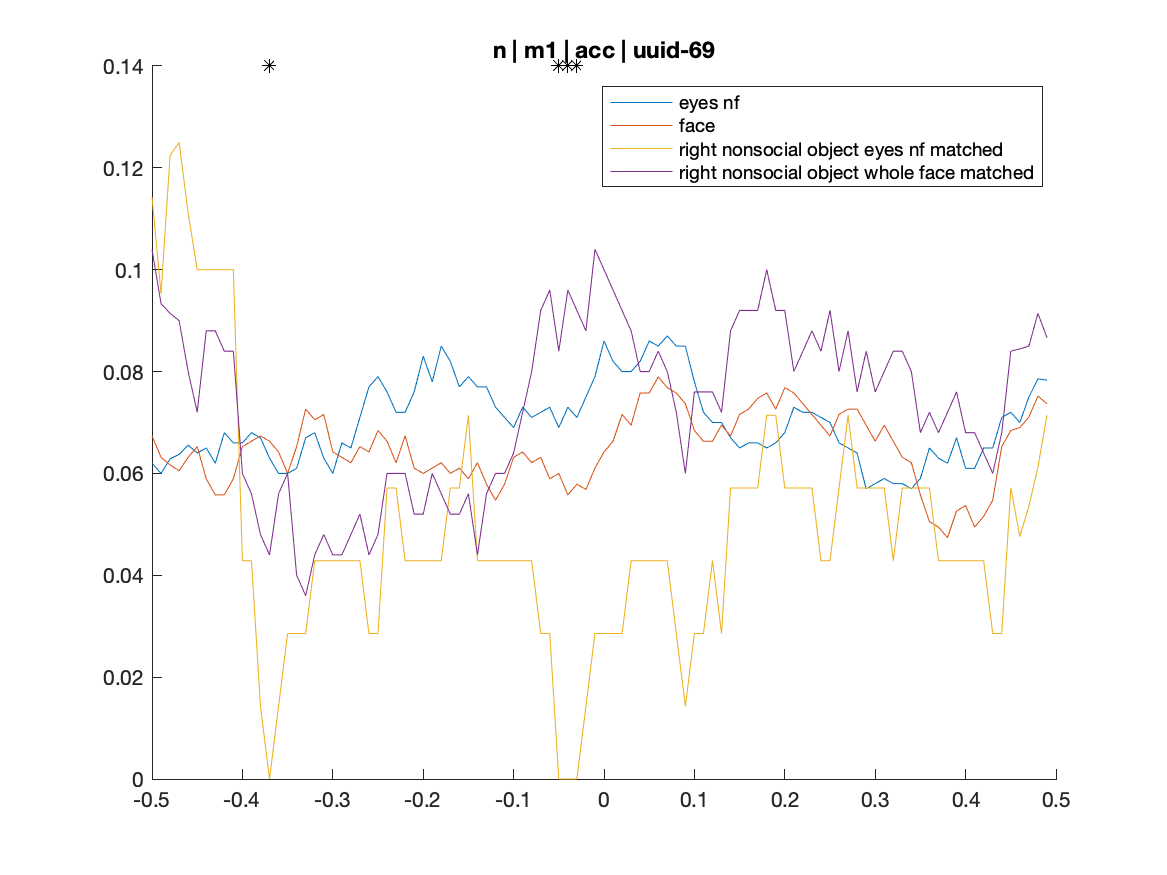 n | m1 | acc | uuid-69
0.14
0.12
0.1
0.08
0.06
0.04
0.02
0
eyes nf
face
right nonsocial object eyes nf matched
right nonsocial object whole face matched
-0.5 -0.4 -0.3 -0.2 -0.1 0 0.1 0.2 0.3 0.4 0.5